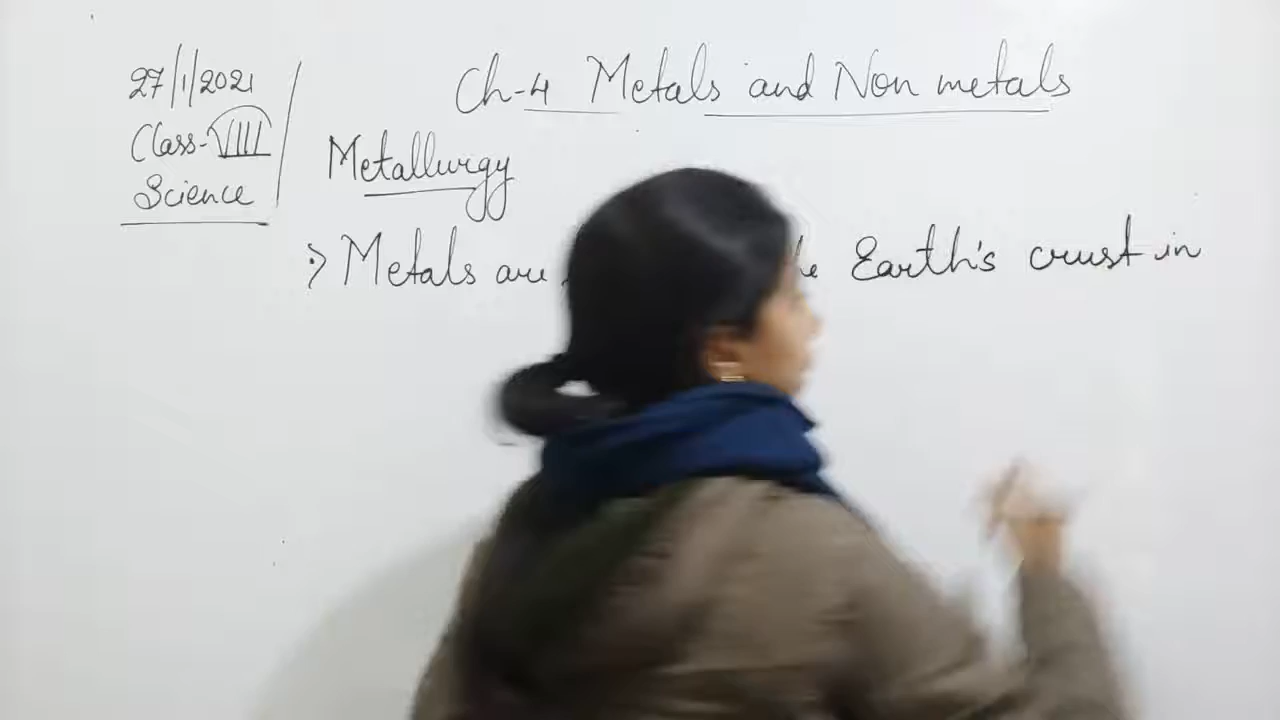 27/1/2021
Class-VIII
Science
Ch-4 Metals and Non metals
Metallurgy
Metals are Earth's crust in